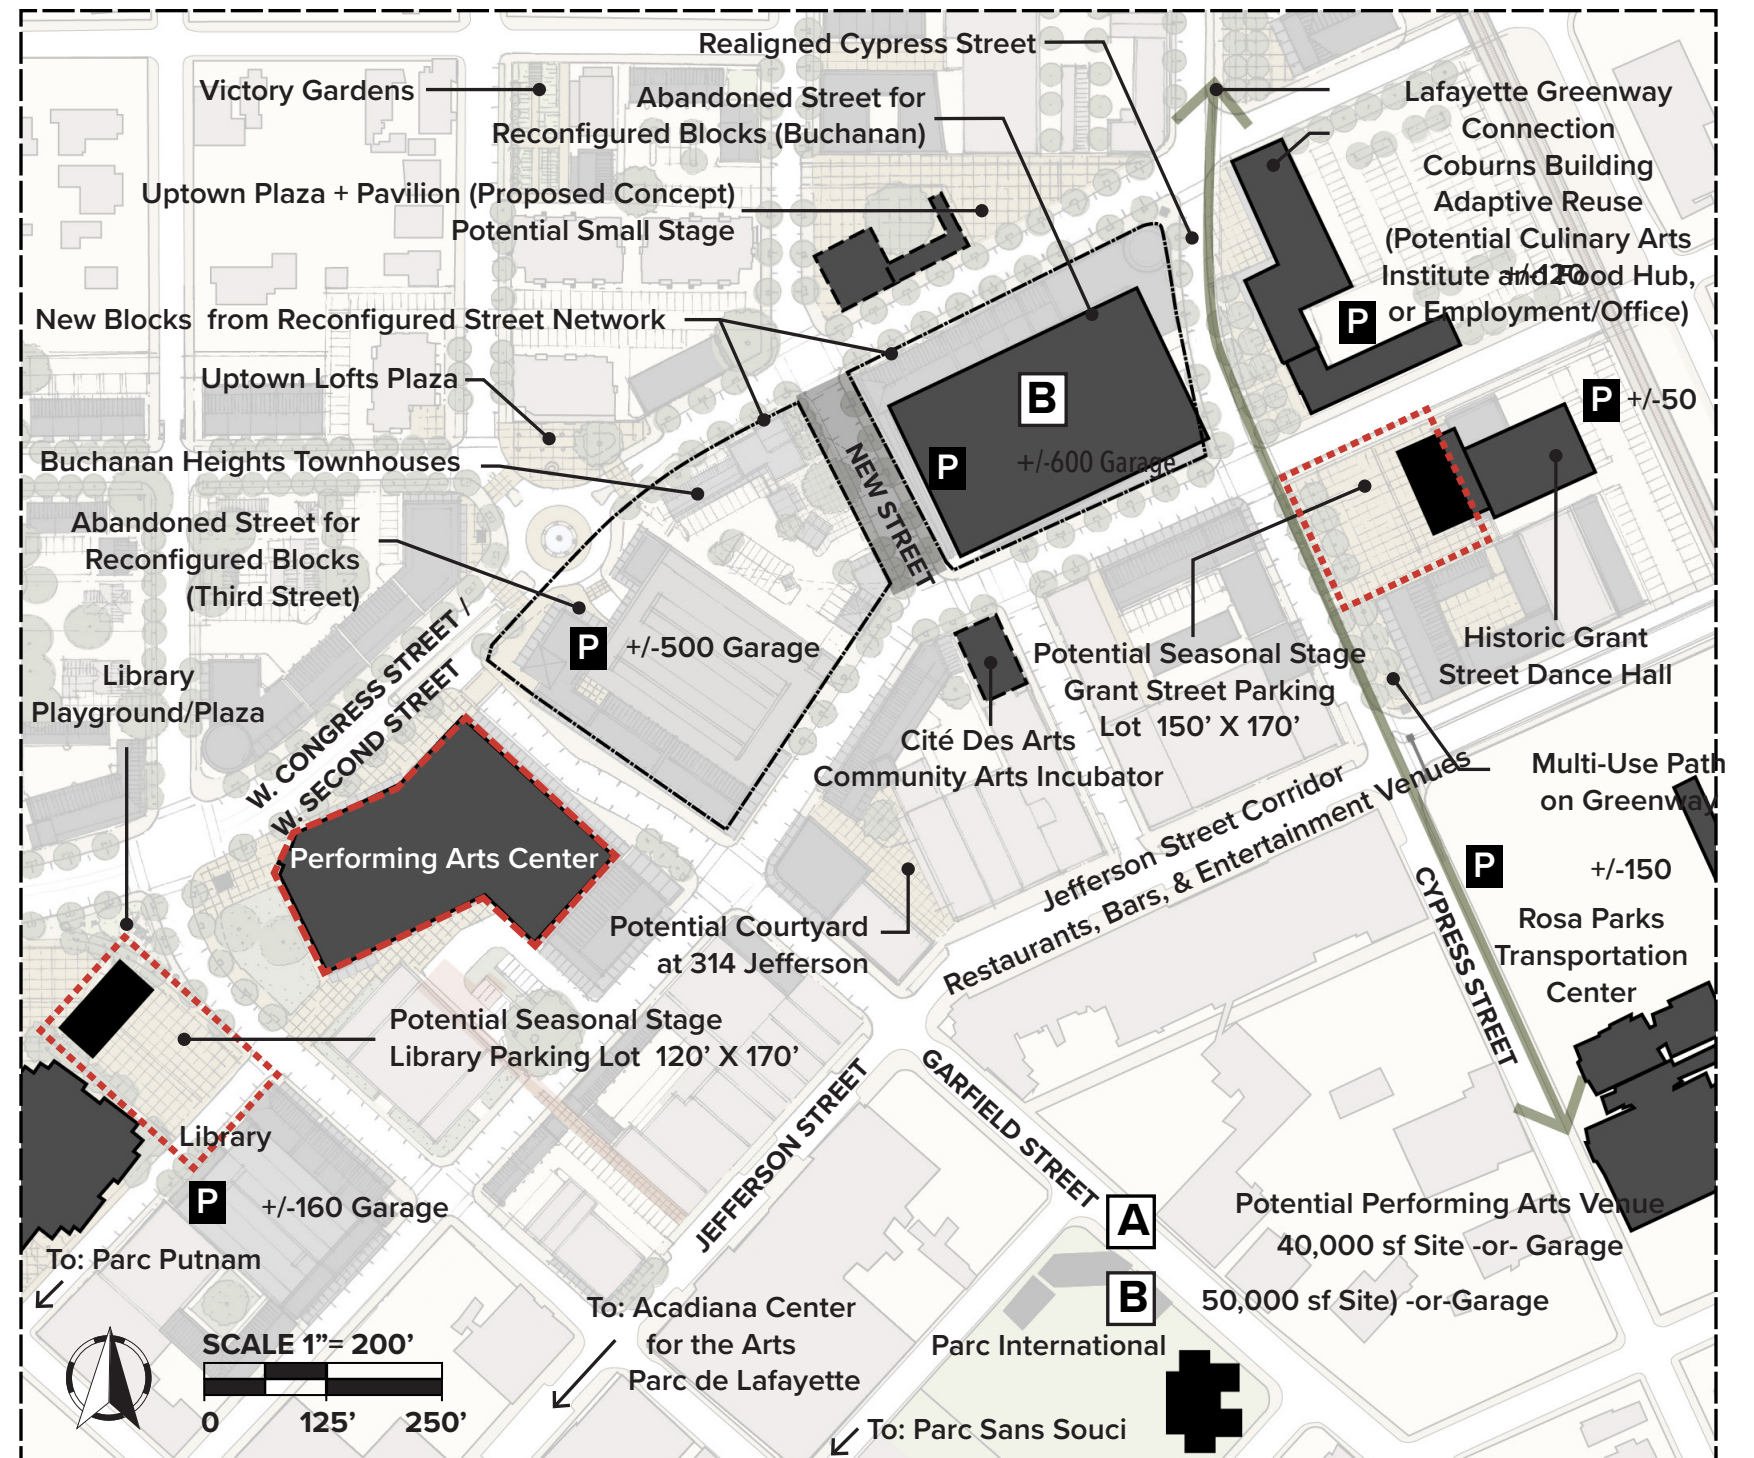 Realigned Cypress Street
Victory Gardens
Abandoned Street for
Reconfigured Blocks (Buchanan)
Lafayette Greenway
Connection
Coburns Building
Adaptive Reuse
(Potential Culinary Arts
Institute and Food Hub,
or Employment/Office)
+/-120
P
Uptown Plaza + Pavilion (Proposed Concept)
Potential Small Stage
New Blocks from Reconfigured Street Network
Uptown Lofts Plaza
B
P
+/-600 Garage
P +/-50
Buchanan Heights Townhouses
NEW STREET
Abandoned Street for
Reconfigured Blocks
(Third Street)
P +/-500 Garage
Library
Playground/Plaza
W. CONGRESS STREET /
W. SECOND STREET
Potential Seasonal Stage
Grant Street Parking
Lot 150’ X 170’
Historic Grant
Street Dance Hall
Cité Des Arts
Community Arts Incubator
Multi-Use Path
on Greenway
Jefferson Street Corridor
Restaurants, Bars, & Entertainment Venues
Performing Arts Center
P
+/-150
CYPRESS STREET
Potential Courtyard
at 314 Jefferson
Rosa Parks
Transportation
Center
Potential Seasonal Stage
Library Parking Lot 120’ X 170’
JEFFERSON STREET
GARFIELD STREET
Library
P +/-160 Garage
A
Potential Performing Arts Venue
40,000 sf Site -or- Garage
B
50,000 sf Site) -or-Garage
To: Parc Putnam
To: Acadiana Center
for the Arts
Parc de Lafayette
Parc International
To: Parc Sans Souci
SCALE 1”= 200’
0 125’ 250’